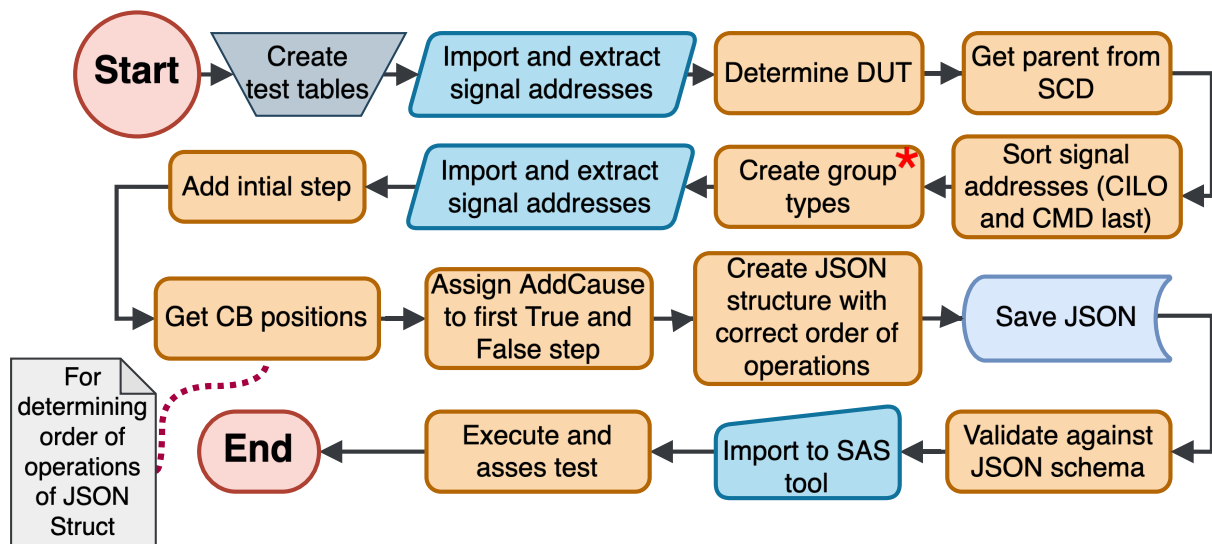 Start
Create
test tables
Import and extract
signal addresses
Determine DUT
Get parent from
SCD
Sort signal
addresses (CILO
and CMD last)
Create group
types
*
Import and extract
signal addresses
Add intial step
Get CB positions
Assign AddCause
to first True and
False step
Create JSON
structure with
correct order of
operations
Save JSON
Validate against
JSON schema
Import to SAS
tool
Execute and
asses test
End
For
determining
order of
operations
of JSON
Struct